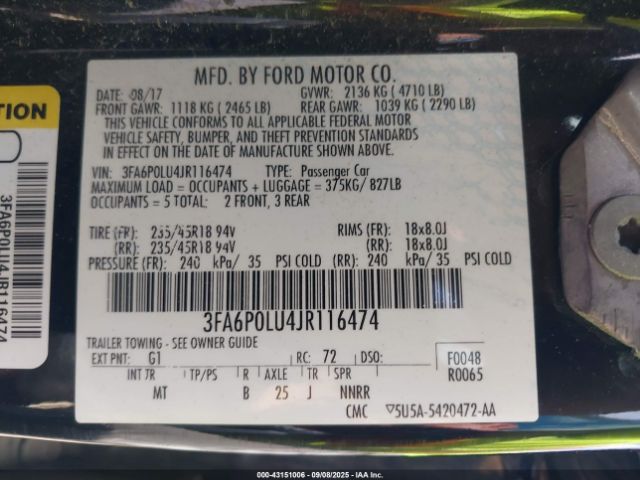 MFD. BY FORD MOTOR CO.
DATE: 08/17 GVWR: 2136 KG ( 4710 LB)
FRONT GAWR: 1118 KG ( 2465 LB) REAR GAWR: 1039 KG ( 2290 LB)
THIS VEHICLE CONFORMS TO ALL APPLICABLE FEDERAL MOTOR
VEHICLE SAFETY, BUMPER, AND THEFT PREVENTION STANDARDS
IN EFFECT ON THE DATE OF MANUFACTURE SHOWN ABOVE.
VIN: 3FA6P0LU4JR116474 TYPE: Passenger Car
MAXIMUM LOAD = OCCUPANTS + LUGGAGE = 375KG/ 827LB
OCCUPANTS = 5 TOTAL: 2 FRONT, 3 REAR
TIRE (FR): 235/45R18 94V RIMS (FR): 18x8.0J
(RR): 235/45R18 94V (RR): 18x8.0J
PRESSURE (FR): 240 kPa/ 35 PSI COLD (RR): 240 kPa/ 35 PSI COLD
3FA6P0LU4JR116474
TRAILER TOWING - SEE OWNER GUIDE
EXT PNT: G1 RC: 72 DSO: F0048
R0065
INT TR TP/PS R AXLE TR SPR
MT B 25 J NNRR
CMC ▽5U5A-5420472-AA
3FA6P0LU4JR116474
000-43151006 - 09/08/2025 - © IAA Inc.